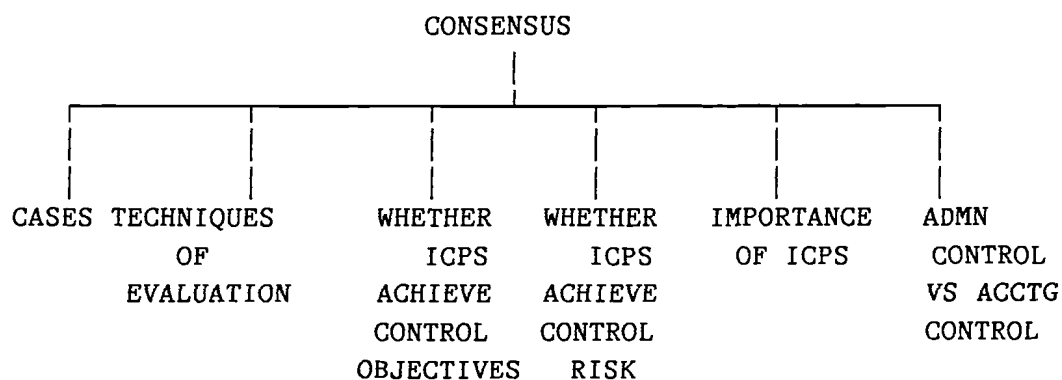 CONSENSUS
CASES TECHNIQUES WHETHER WHETHER IMPORTANCE ADMN
OF ICPS ICPS OF ICPS CONTROL
EVALUATION ACHIEVE ACHIEVE VS ACCTG
CONTROL CONTROL CONTROL
OBJECTIVES RISK